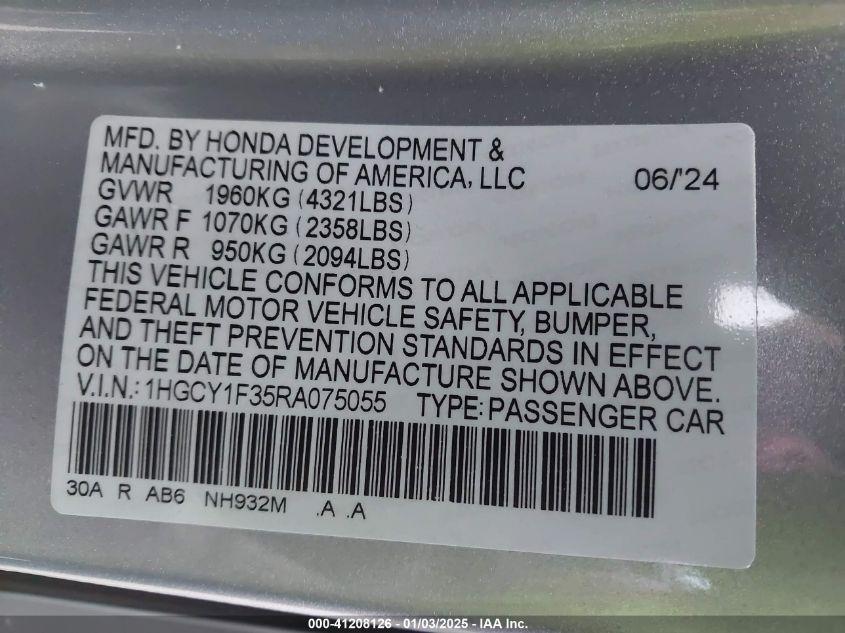 MFD. BY HONDA DEVELOPMENT &
MANUFACTURING OF AMERICA, LLC 06/'24
GVWR 1960KG (4321LBS)
GAWR F 1070KG (2358LBS)
GAWR R 950KG (2094LBS)
THIS VEHICLE CONFORMS TO ALL APPLICABLE
FEDERAL MOTOR VEHICLE SAFETY, BUMPER,
AND THEFT PREVENTION STANDARDS IN EFFECT
ON THE DATE OF MANUFACTURE SHOWN ABOVE.
V.I.N.: 1HGCY1F35RA075055 TYPE: PASSENGER CAR
30A R AB6 NH932M .A .A
000-41208126 - 01/03/2025 - IAA Inc.